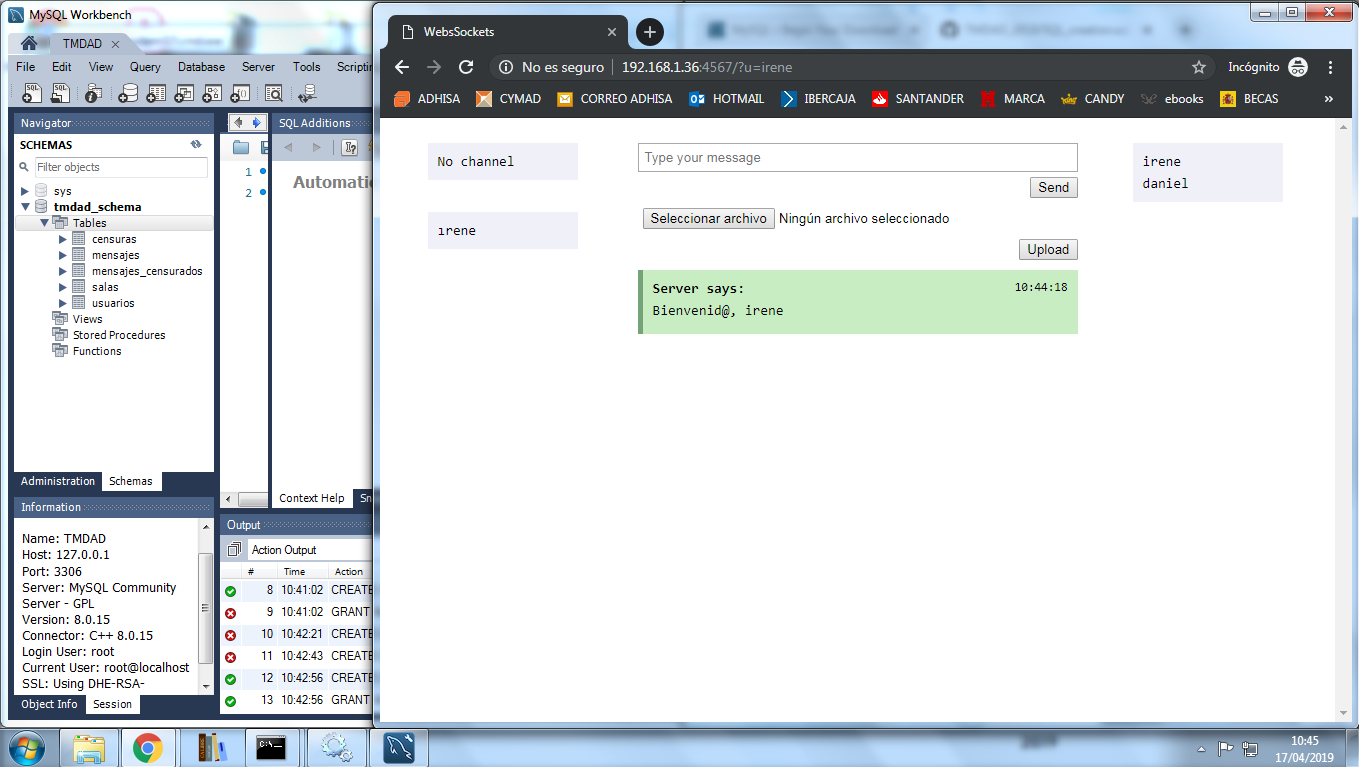 MySQL Workbench
TMDAD
File Edit View Query Database Server Tools Scriptin
Navigator
SCHEMAS
Filter objects
sys
tmdad_schema
Tables
censuras
mensajes
mensajes_censurados
salas
usuarios
Views
Stored Procedures
Functions
Administration Schemas
Information
Name: TMDAD
Host: 127.0.0.1
Port: 3306
Server: MySQL Community
Server - GPL
Version: 8.0.15
Connector: C++ 8.0.15
Login User: root
Current User: root@localhost
SSL: Using DHE-RSA-
Object Info Session
SQL Additions
1
2
Automatic
Context Help Sn
Output
Action Output
# Time Action
8 10:41:02 CREATE
9 10:41:02 GRANT
10 10:42:21 CREATE
11 10:42:43 CREATE
12 10:42:56 CREATE
13 10:42:56 GRANT
WebsSockets
No es seguro 192.168.1.36:4567/?u=irene
Incógnito
ADHISA CYMAD CORREO ADHISA HOTMAIL IBERCAJA SANTANDER MARCA CANDY ebooks BECAS »
No channel
irene
Type your message
Send
Seleccionar archivo Ningún archivo seleccionado
Upload
Server says: 10:44:18
Bienvenid@, irene
irene
daniel
10:45
17/04/2019